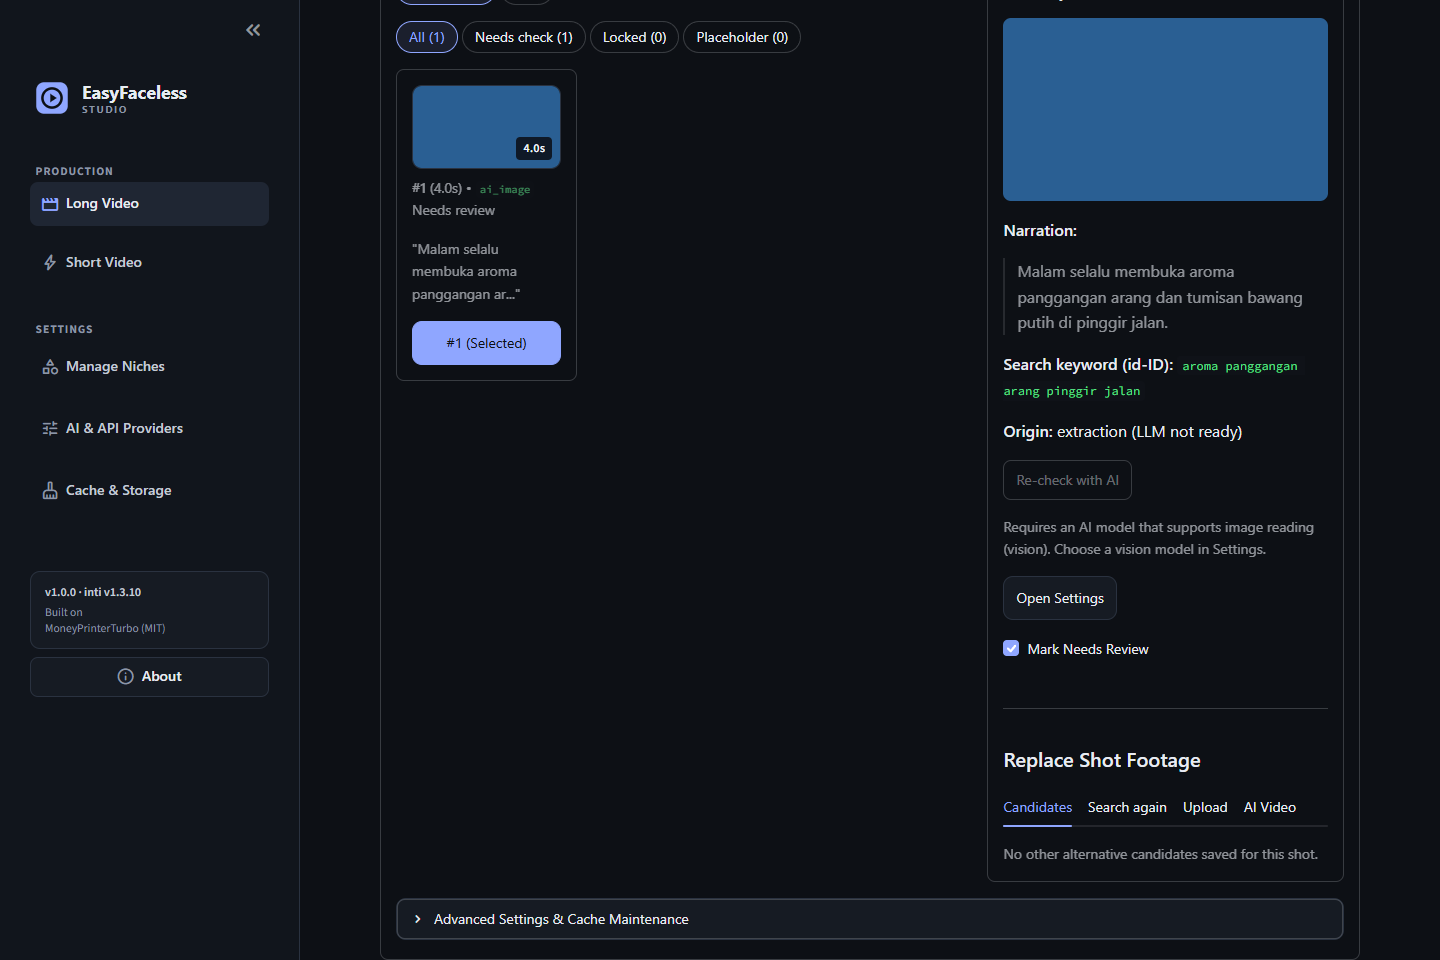 EasyFaceless
STUDIO
PRODUCTION
Long Video
Short Video
SETTINGS
Manage Niches
AI & API Providers
Cache & Storage
v1.0.0 · inti v1.3.10
Built on
MoneyPrinterTurbo (MIT)
About
All (1)
Needs check (1)
Locked (0)
Placeholder (0)
4.0s
#1 (4.0s) • ai_image
Needs review
"Malam selalu
membuka aroma
panggangan ar..."
#1 (Selected)
Narration:
Malam selalu membuka aroma
panggangan arang dan tumisan bawang
putih di pinggir jalan.
Search keyword (id-ID): aroma panggangan
arang pinggir jalan
Origin: extraction (LLM not ready)
Re-check with AI
Requires an AI model that supports image reading
(vision). Choose a vision model in Settings.
Open Settings
Mark Needs Review
Replace Shot Footage
Candidates
Search again
Upload
AI Video
No other alternative candidates saved for this shot.
Advanced Settings & Cache Maintenance